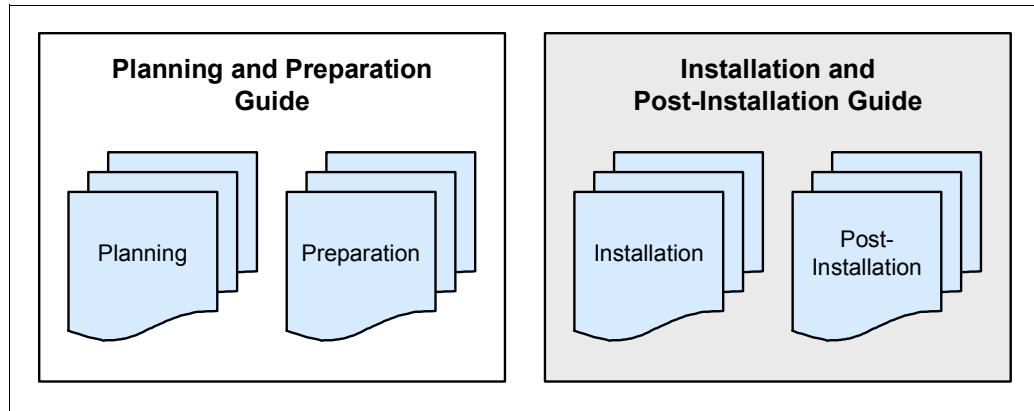 Planning and Preparation
Guide
Planning
Preparation
Installation and
Post-Installation Guide
Installation
Post-
Installation